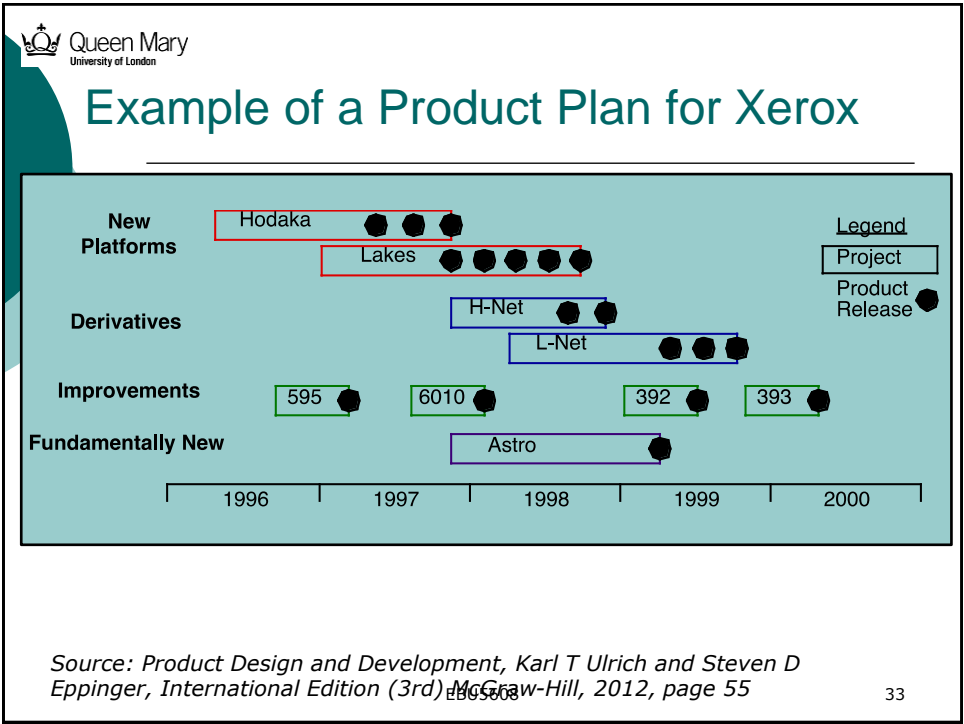 Queen Mary
University of London
Example of a Product Plan for Xerox
New
Platforms
Hodaka
Lakes
Legend
Project
Product
Release
Derivatives
H-Net
L-Net
Improvements
595
6010
392
393
Fundamentally New
Astro
1996
1997
1998
1999
2000
Source: Product Design and Development, Karl T Ulrich and Steven D
Eppinger, International Edition (3rd) McGraw-Hill, 2012, page 55
EBU5608
33